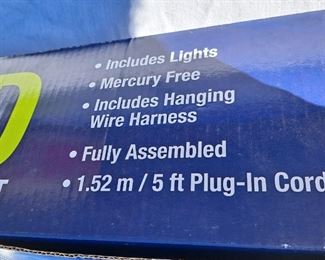 • Includes Lights
• Mercury Free
• Includes Hanging
Wire Harness
• Fully Assembled
• 1.52 m / 5 ft Plug-In Cord